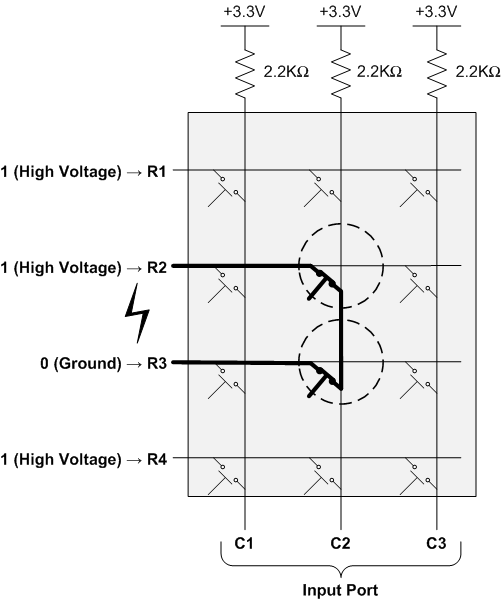 +3.3V +3.3V +3.3V
2.2KΩ 2.2KΩ 2.2KΩ
1 (High Voltage) → R1
1 (High Voltage) → R2
0 (Ground) → R3
1 (High Voltage) → R4
C1 C2 C3
Input Port